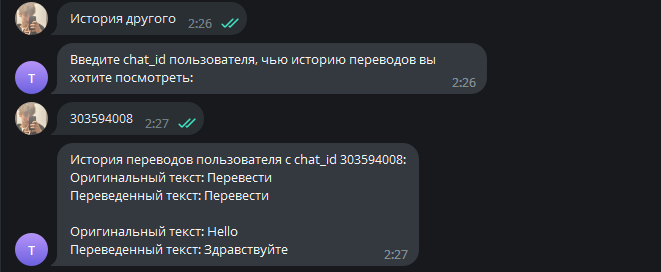 История другого 2:26
Введите chat_id пользователя, чью историю переводов вы
хотите посмотреть: 2:26
Т
303594008 2:27
История переводов пользователя с chat_id 303594008:
Оригинальный текст: Перевести
Переведенный текст: Перевести
Оригинальный текст: Hello
Переведенный текст: Здравствуйте 2:27
Т